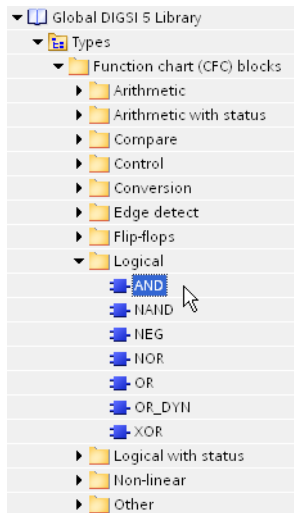 Global DIGSI 5 Library
Types
Function chart (CFC) blocks
Arithmetic
Arithmetic with status
Compare
Control
Conversion
Edge detect
Flip-flops
Logical
AND
NAND
NEG
NOR
OR
OR_DYN
XOR
Logical with status
Non-linear
Other